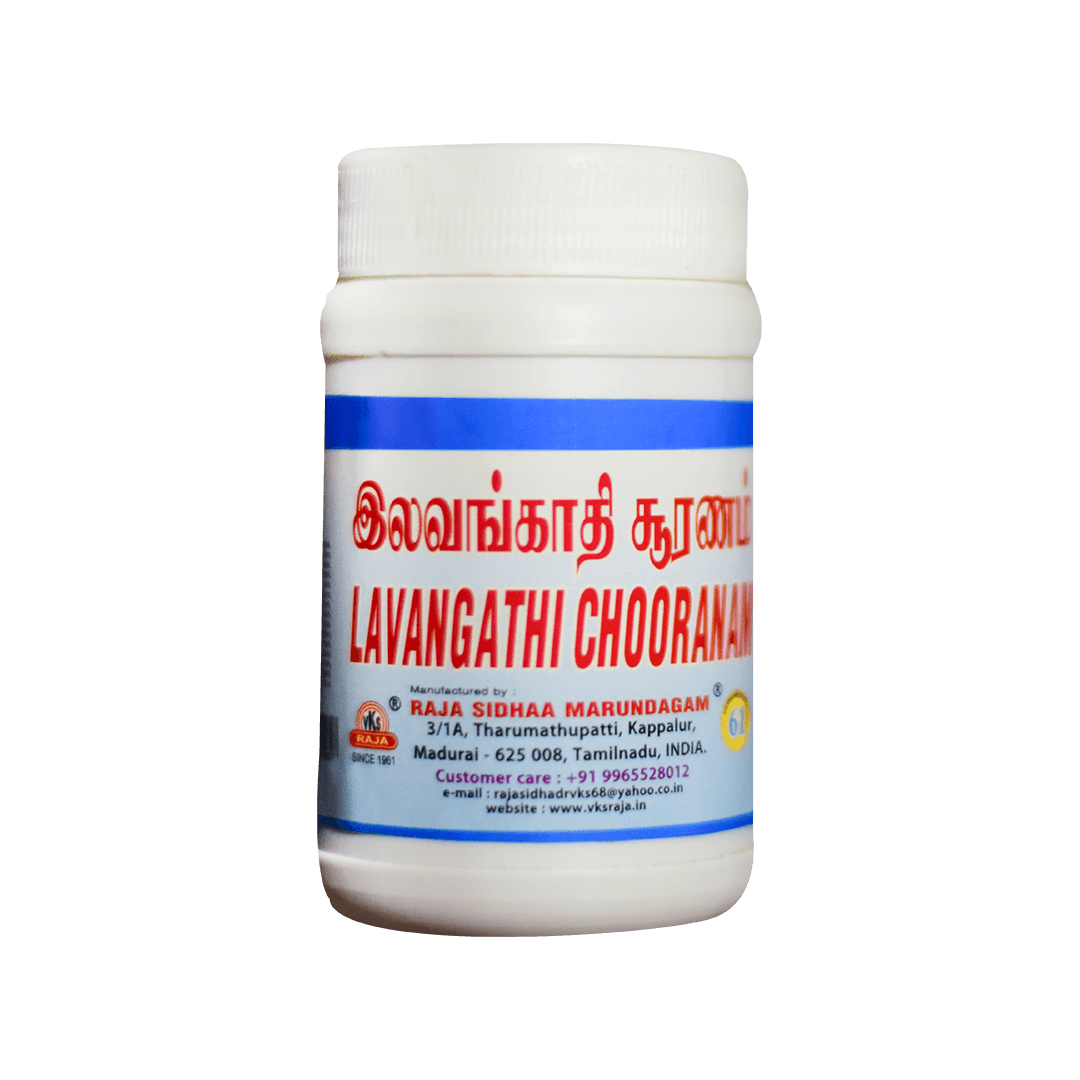 இலவங்காதி சூரணம்
LAVANGATHI CHOORANAM
Manufactured by :
® RAJA SIDHAA MARUNDAGAM ®
3/1A, Tharumathupatti, Kappalur,
Madurai - 625 008, Tamilnadu, INDIA.
Customer care : +91 9965528012
e-mail : rajasidhadrvks68@yahoo.co.in
website : www.vksraja.in
vKs
RAJA
SINCE 1961
61